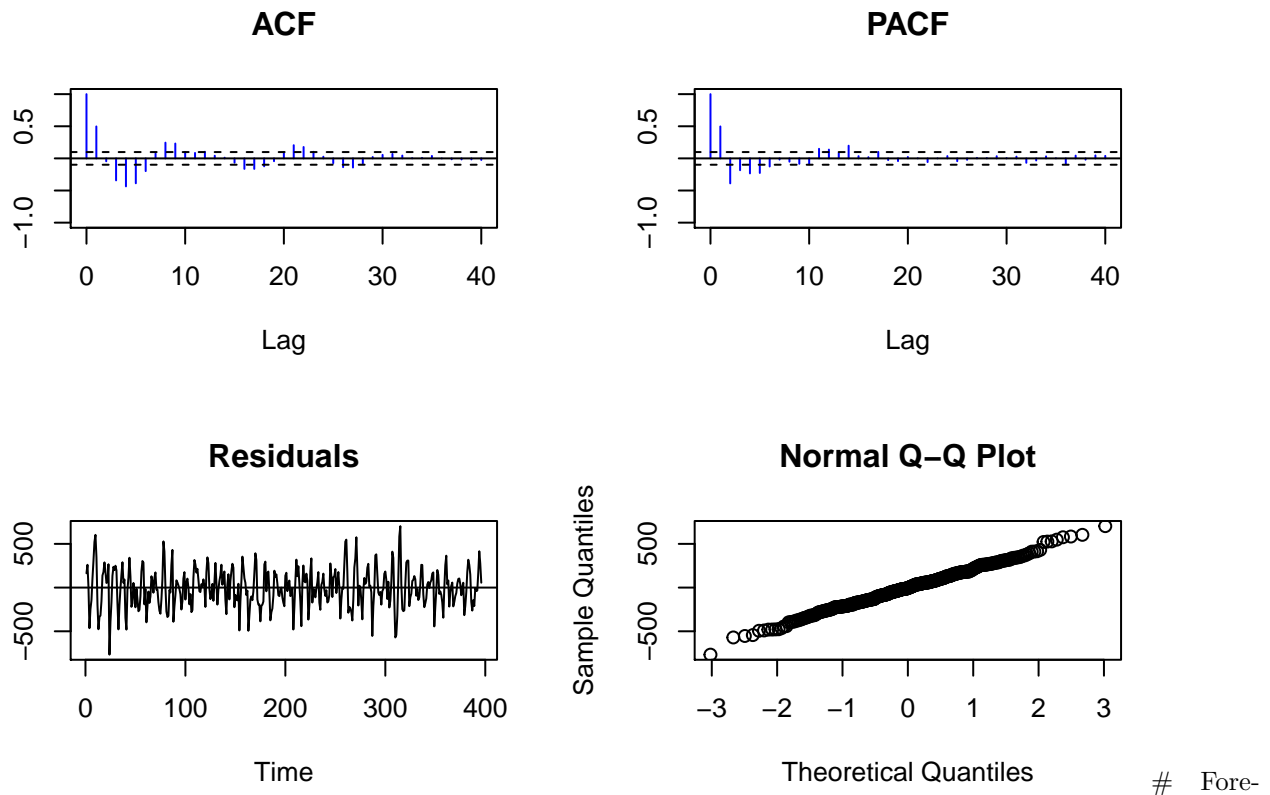 ACF
0.5
−1.0
0 10 20 30 40
Lag
PACF
0.5
−1.0
0 10 20 30 40
Lag
Residuals
500
−500
0 100 200 300 400
Time
Normal Q−Q Plot
Sample Quantiles
500
−500
−3 −2 −1 0 1 2 3
Theoretical Quantiles
# Fore-